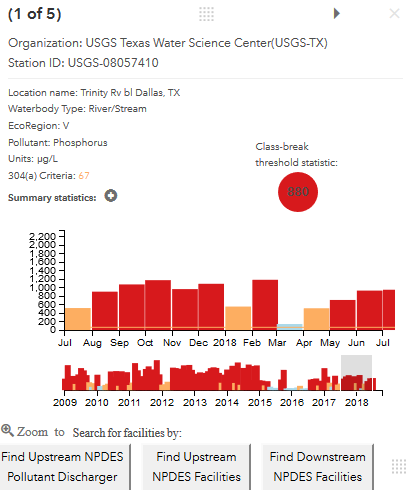 (1 of 5)
Organization: USGS Texas Water Science Center(USGS-TX)
Station ID: USGS-08057410
Location name: Trinity Rv bl Dallas, TX
Waterbody Type: River/Stream
EcoRegion: V
Pollutant: Phosphorus
Units: µg/L
304(a) Criteria: 67
Summary statistics:
Class-break
threshold statistic:
880
2,200
2,000
1,800
1,600
1,400
1,200
1,000
800
600
400
200
0
Jul Aug Sep Oct Nov Dec 2018 Feb Mar Apr May Jun Jul
2009 2010 2011 2012 2013 2014 2015 2016 2017 2018
Zoom to Search for facilities by:
Find Upstream NPDES
Pollutant Discharger
Find Upstream
NPDES Facilities
Find Downstream
NPDES Facilities